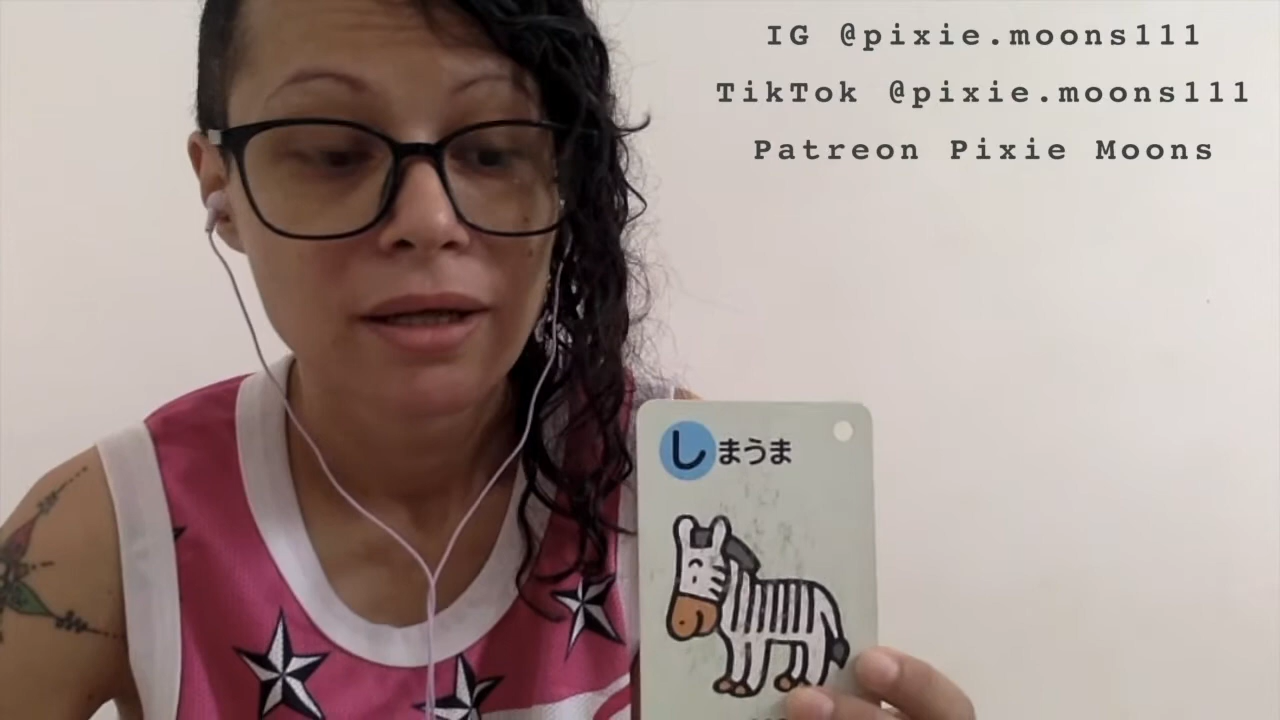 IG @pixie.moons111
TikTok @pixie.moons111
Patreon Pixie Moons
しまうま